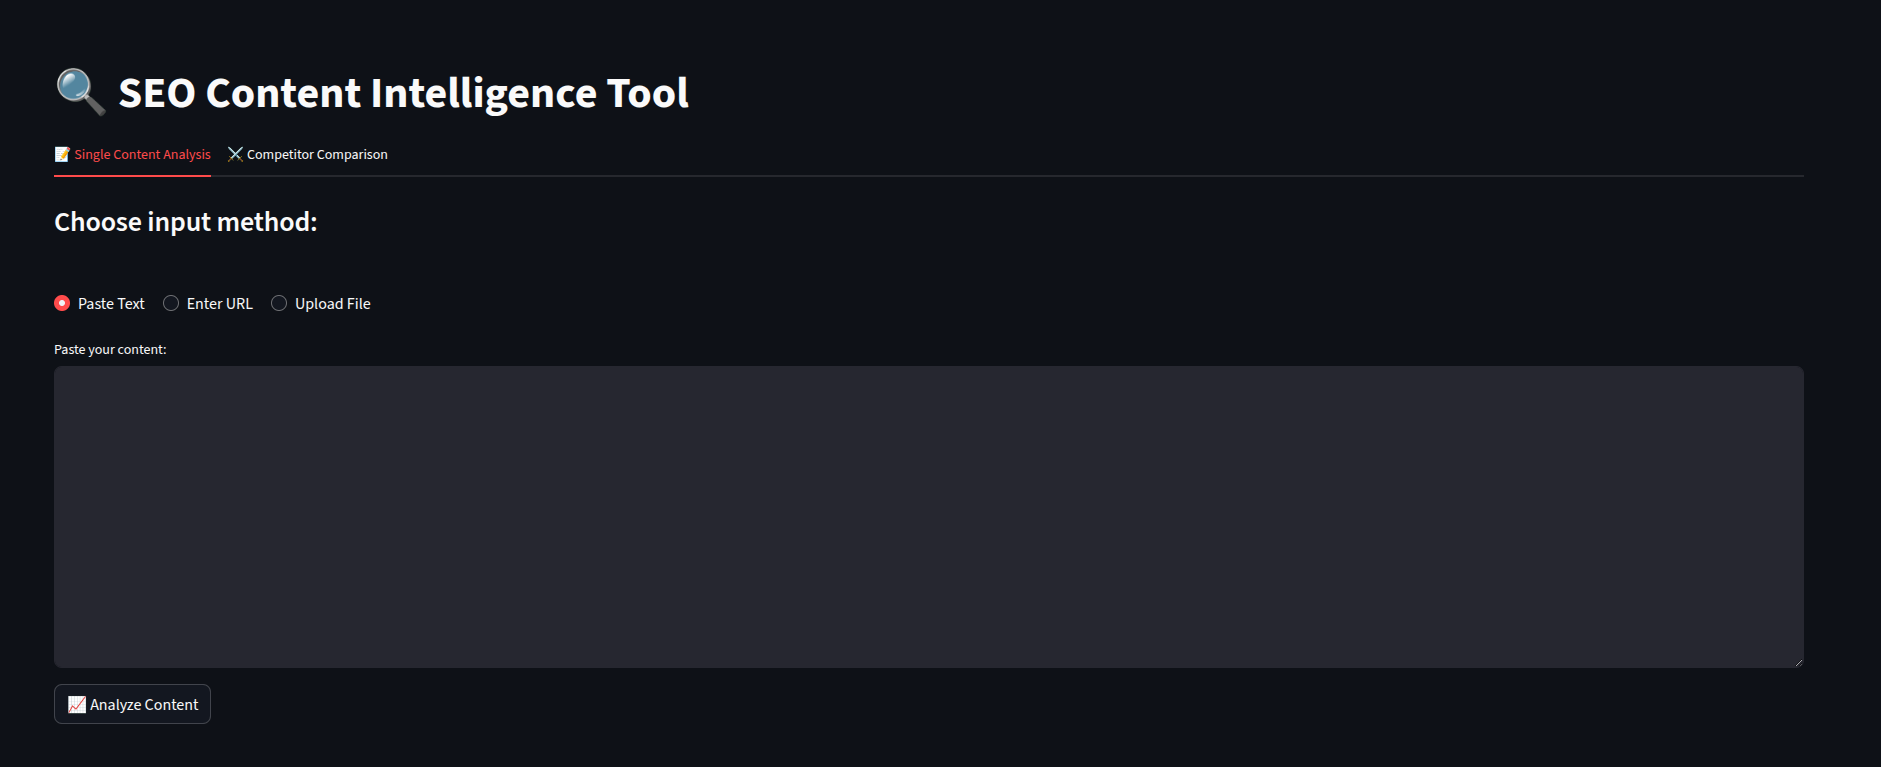 🔍 SEO Content Intelligence Tool
📝 Single Content Analysis ⚔️ Competitor Comparison
Choose input method:
Paste Text Enter URL Upload File
Paste your content:
📈 Analyze Content